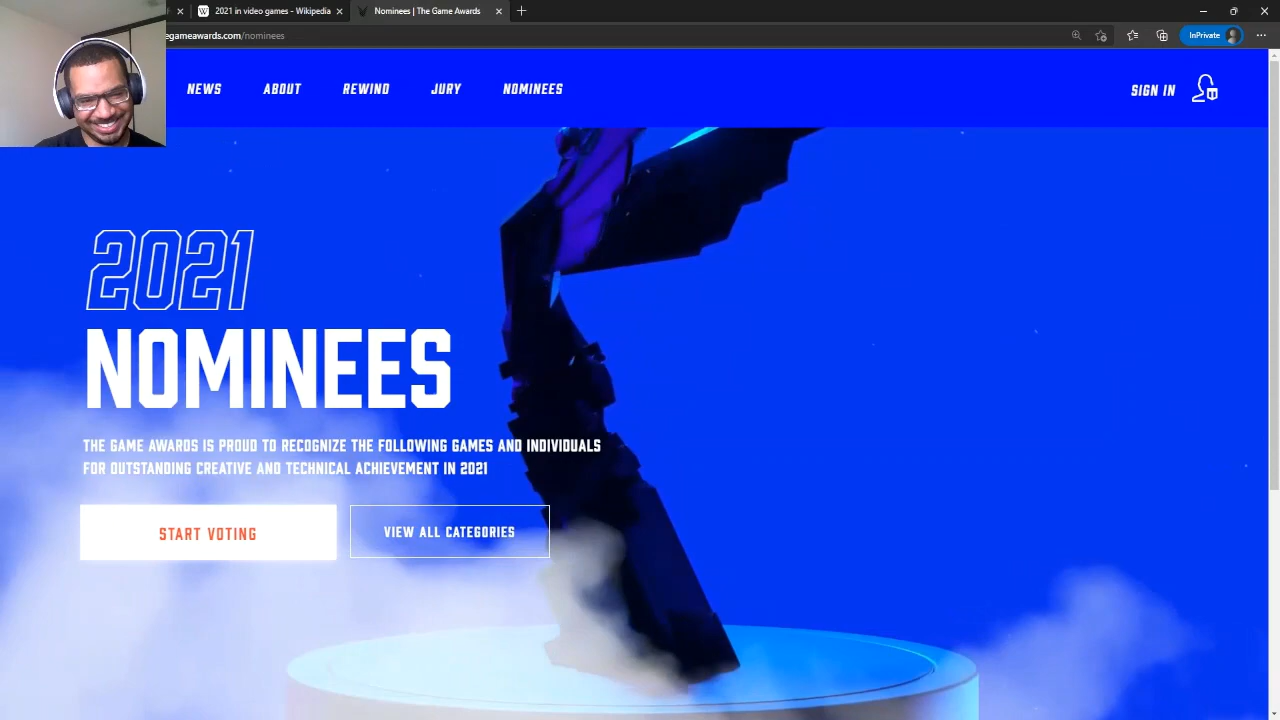 2021 in video games - Wikipedia
Nominees | The Game Awards
egameawards.com/nominees
InPrivate
NEWS
ABOUT
REWIND
JURY
NOMINEES
SIGN IN
2021
NOMINEES
THE GAME AWARDS IS PROUD TO RECOGNIZE THE FOLLOWING GAMES AND INDIVIDUALS
FOR OUTSTANDING CREATIVE AND TECHNICAL ACHIEVEMENT IN 2021
START VOTING
VIEW ALL CATEGORIES